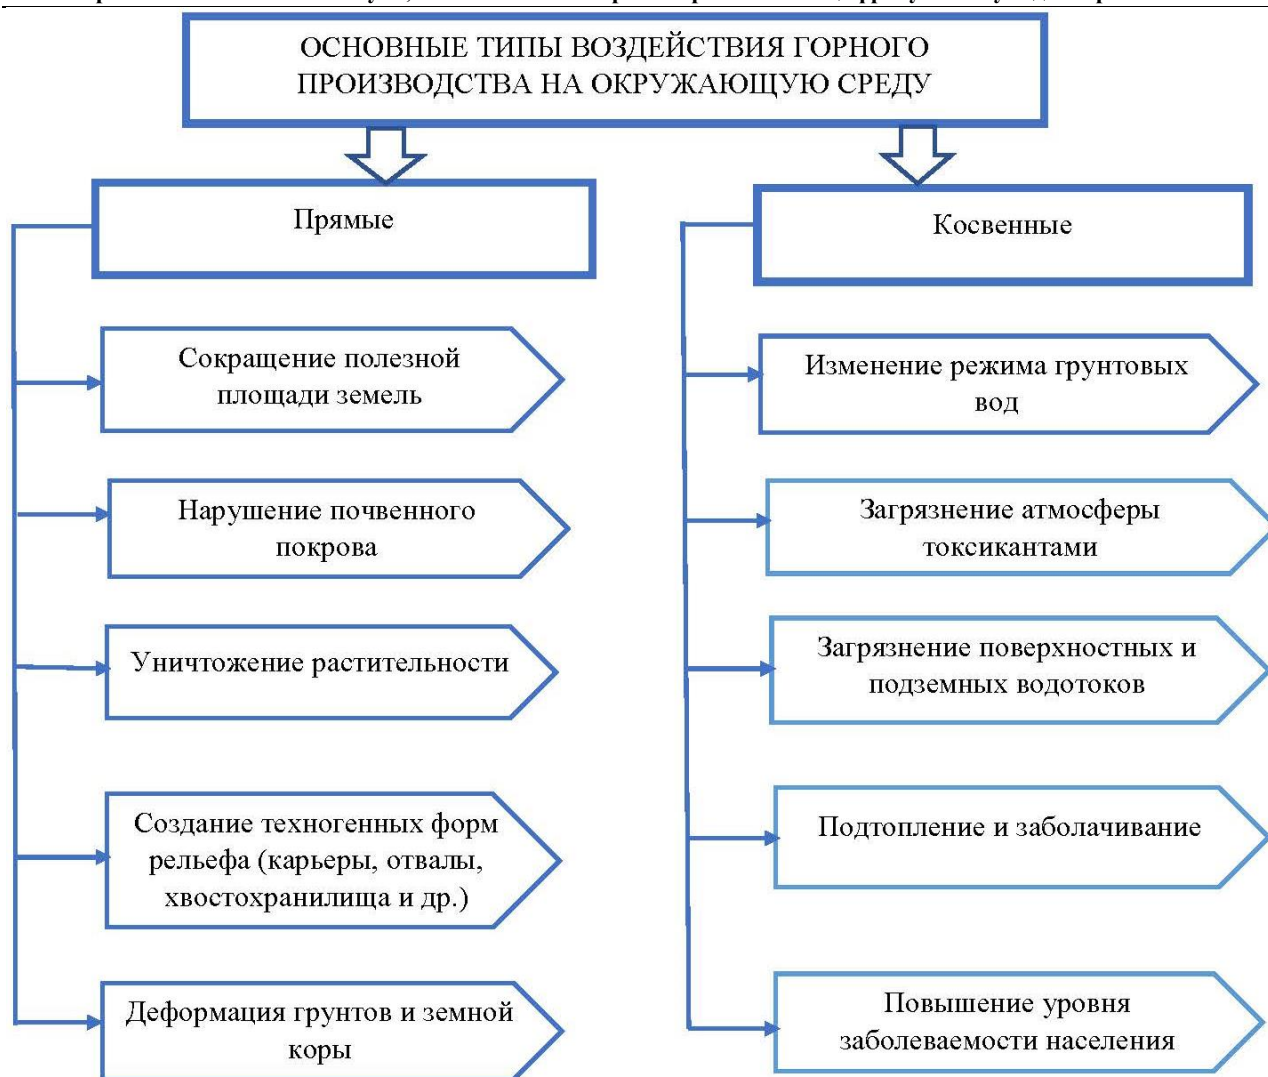 ОСНОВНЫЕ ТИПЫ ВОЗДЕЙСТВИЯ ГОРНОГО
ПРОИЗВОДСТВА НА ОКРУЖАЮЩУЮ СРЕДУ
Прямые
Сокращение полезной
площади земель
Нарушение почвенного
покрова
Уничтожение растительности
Создание техногенных форм
рельефа (карьеры, отвалы,
хвостохранилища и др.)
Деформация грунтов и земной
коры
Косвенные
Изменение режима грунтовых
вод
Загрязнение атмосферы
токсикантами
Загрязнение поверхностных и
подземных водотоков
Подтопление и заболачивание
Повышение уровня
заболеваемости населения